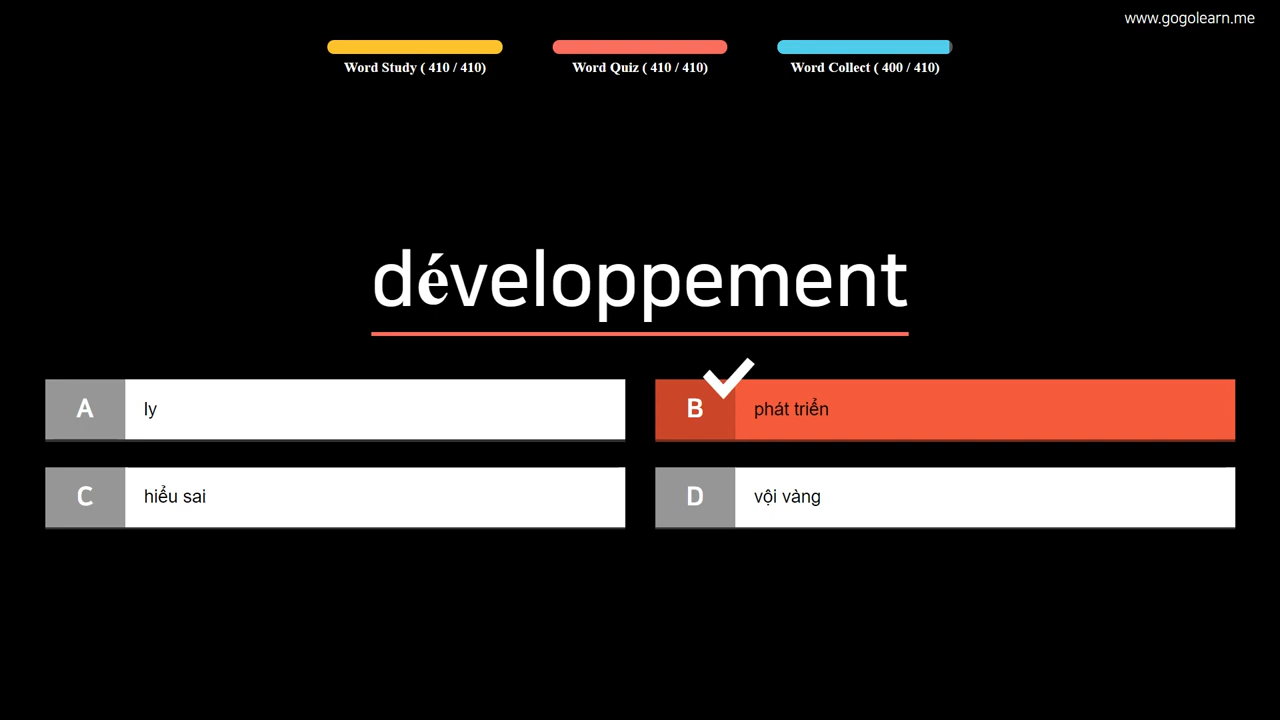 www.gogolearn.me
Word Study ( 410 / 410)
Word Quiz ( 410 / 410)
Word Collect ( 400 / 410)
développement
A ly
B phát triển
C hiểu sai
D vội vàng